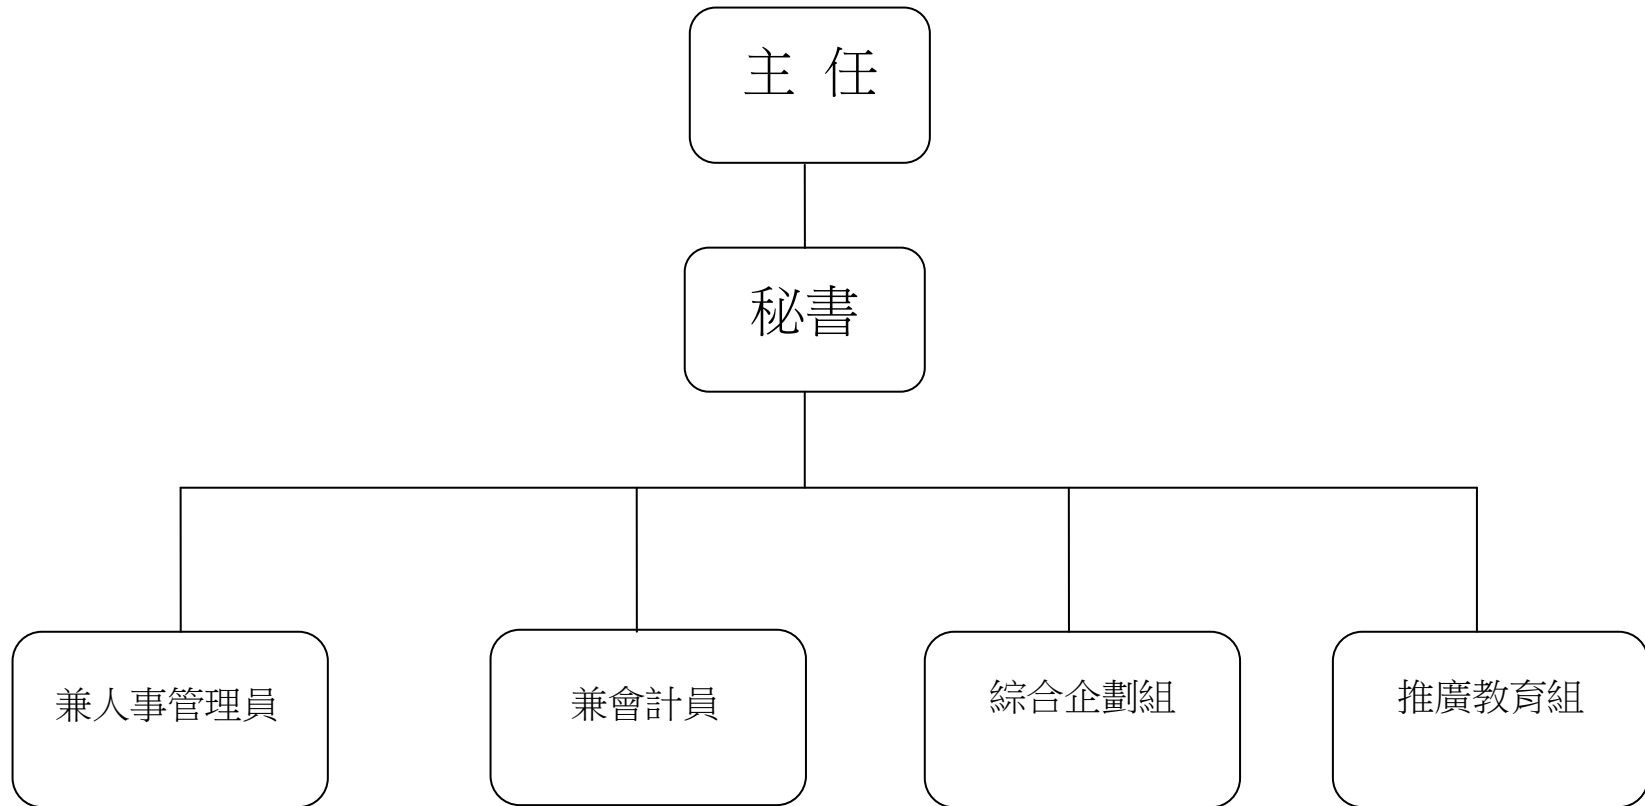 主 任
秘書
兼人事管理員
兼會計員
綜合企劃組
推廣教育組